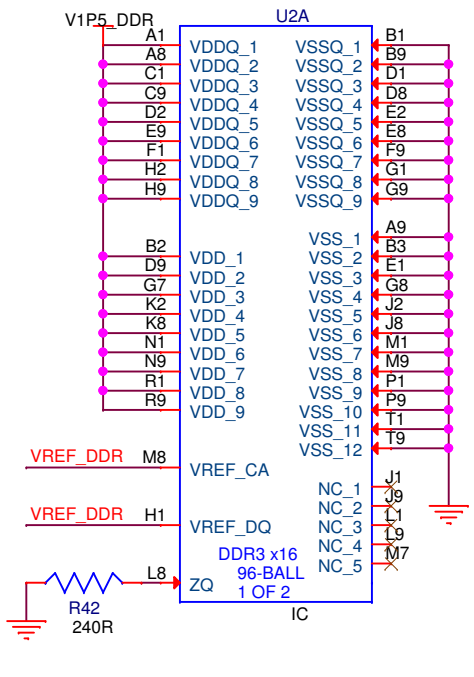 V1P5_DDR U2A
A1 VDDQ_1 VSSQ_1 B1
A8 VDDQ_2 VSSQ_2 B9
C1 VDDQ_3 VSSQ_3 D1
C9 VDDQ_4 VSSQ_4 D8
D2 VDDQ_5 VSSQ_5 E2
E9 VDDQ_6 VSSQ_6 E8
F1 VDDQ_7 VSSQ_7 F9
H2 VDDQ_8 VSSQ_8 G1
H9 VDDQ_9 VSSQ_9 G9
VSS_1 A9
B2 VDD_1 VSS_2 B3
D9 VDD_2 VSS_3 E1
G7 VDD_3 VSS_4 G8
K2 VDD_4 VSS_5 J2
K8 VDD_5 VSS_6 J8
N1 VDD_6 VSS_7 M1
N9 VDD_7 VSS_8 M9
R1 VDD_8 VSS_9 P1
R9 VDD_9 VSS_10 P9
VSS_11 T1
VSS_12 T9
VREF_DDR M8 VREF_CA
NC_1 J1
NC_2 J9
VREF_DDR H1 VREF_DQ NC_3 L1
NC_4 L9
NC_5 M7
DDR3 x16
96-BALL
1 OF 2
L8 ZQ
R42
240R
IC